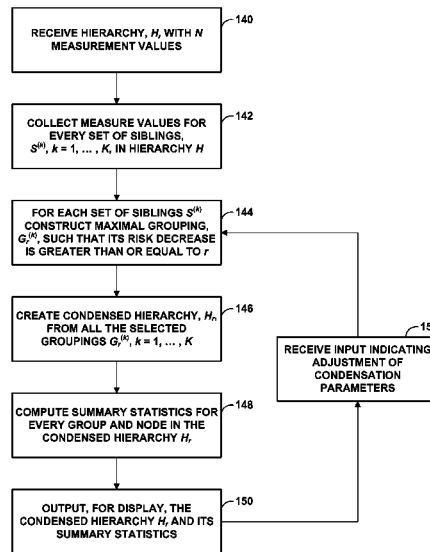 RECEIVE HIERARCHY, H, WITH N
MEASUREMENT VALUES
140
COLLECT MEASURE VALUES FOR
EVERY SET OF SIBLINGS,
S(k), k = 1, ... , K, IN HIERARCHY H
142
FOR EACH SET OF SIBLINGS S(k)
CONSTRUCT MAXIMAL GROUPING,
Gr(k), SUCH THAT ITS RISK DECREASE
IS GREATER THAN OR EQUAL TO r
144
CREATE CONDENSED HIERARCHY, Hr,
FROM ALL THE SELECTED
GROUPINGS Gr(k), k = 1, ... , K
146
COMPUTE SUMMARY STATISTICS FOR
EVERY GROUP AND NODE IN THE
CONDENSED HIERARCHY Hr
148
OUTPUT, FOR DISPLAY, THE
CONDENSED HIERARCHY Hr AND ITS
SUMMARY STATISTICS
150
RECEIVE INPUT INDICATING
ADJUSTMENT OF
CONDENSATION
PARAMETERS